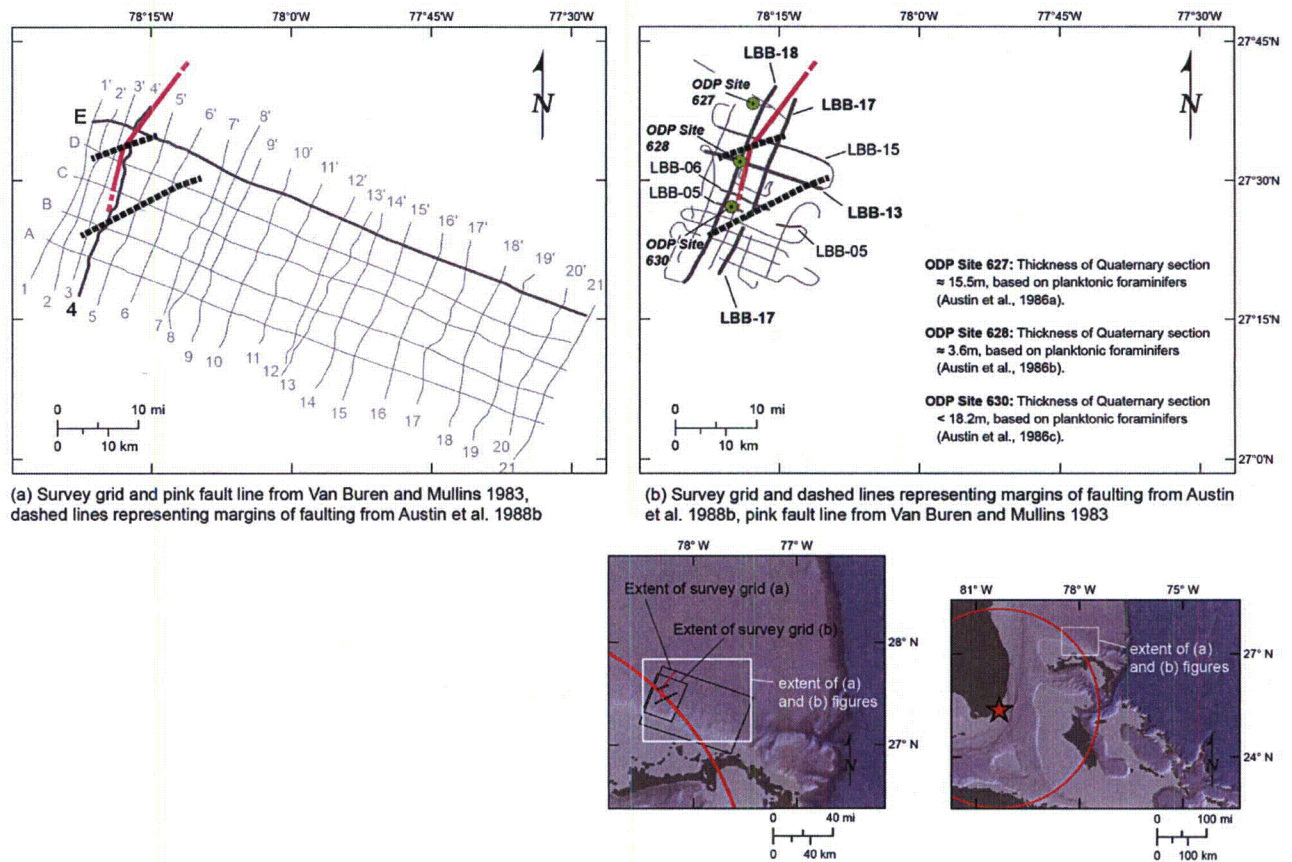 78°15'W 78°0'W 77°45'W 77°30'W
1' 2' 3' 4' 5' 6' 7' 8' 9' 10' 11' 12' 13' 14' 15' 16' 17' 18' 19' 20' 21
E
D
C
B
A
1 2 3 4 5 6 7 8 9 10 11 12 13 14 15 16 17 18 19 20 21
N
0 10 mi
0 10 km
(a) Survey grid and pink fault line from Van Buren and Mullins 1983,
dashed lines representing margins of faulting from Austin et al. 1988b
78°15'W 78°0'W 77°45'W 77°30'W
27°45'N
27°30'N
27°15'N
27°0'N
LBB-18
ODP Site
627
LBB-17
ODP Site
628
LBB-15
LBB-06
LBB-05
LBB-13
ODP Site
630
LBB-05
LBB-17
N
ODP Site 627: Thickness of Quaternary section
≈ 15.5m, based on planktonic foraminifers
(Austin et al., 1986a).
ODP Site 628: Thickness of Quaternary section
≈ 3.6m, based on planktonic foraminifers
(Austin et al., 1986b).
ODP Site 630: Thickness of Quaternary section
< 18.2m, based on planktonic foraminifers
(Austin et al., 1986c).
0 10 mi
0 10 km
(b) Survey grid and dashed lines representing margins of faulting from Austin
et al. 1988b, pink fault line from Van Buren and Mullins 1983
78° W 77° W
Extent of survey grid (a)
Extent of survey grid (b)
extent of (a)
and (b) figures
28° N
27° N
N
0 40 mi
0 40 km
81° W 78° W 75° W
extent of (a)
and (b) figures
27° N
24° N
N
0 100 mi
0 100 km